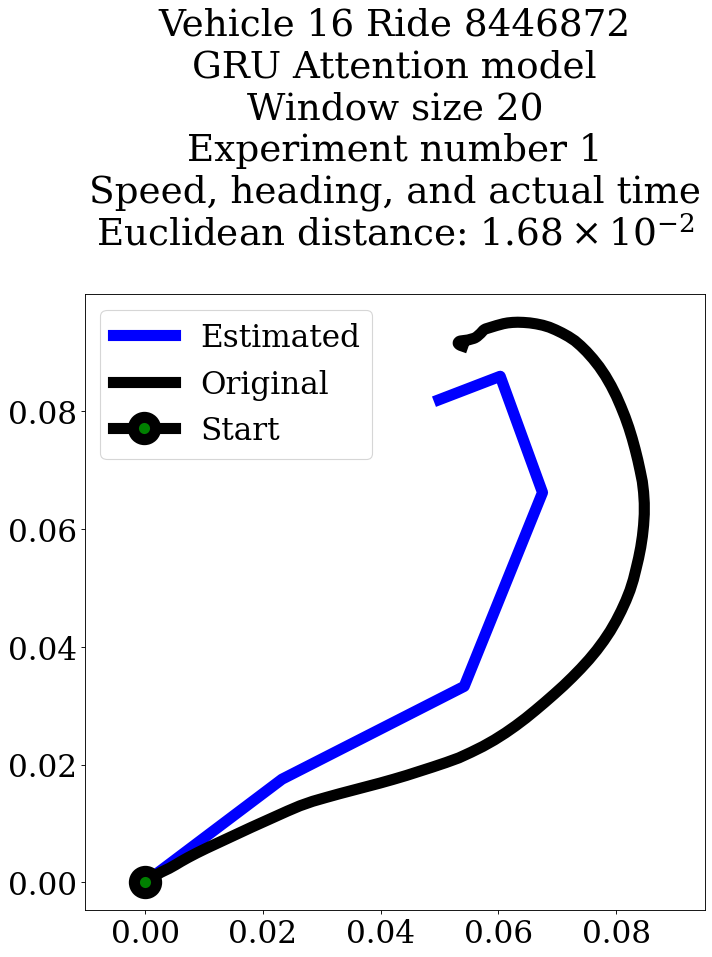 Vehicle 16 Ride 8446872
GRU Attention model
Window size 20
Experiment number 1
Speed, heading, and actual time
Euclidean distance: 1.68 × 10⁻²
Estimated
Original
Start
0.08
0.06
0.04
0.02
0.00
0.00 0.02 0.04 0.06 0.08